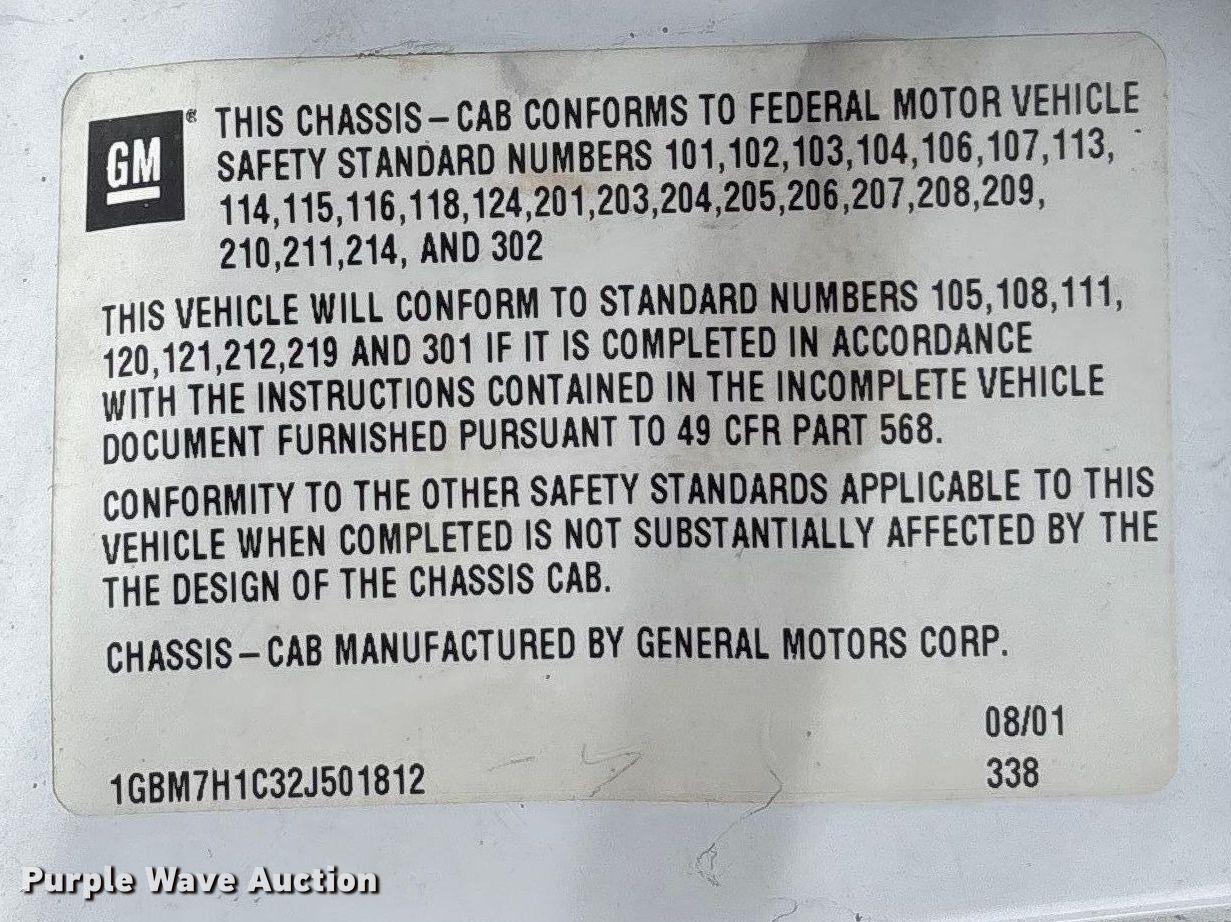 GM
® THIS CHASSIS–CAB CONFORMS TO FEDERAL MOTOR VEHICLE
SAFETY STANDARD NUMBERS 101,102,103,104,106,107,113,
114,115,116,118,124,201,203,204,205,206,207,208,209,
210,211,214, AND 302
THIS VEHICLE WILL CONFORM TO STANDARD NUMBERS 105,108,111,
120,121,212,219 AND 301 IF IT IS COMPLETED IN ACCORDANCE
WITH THE INSTRUCTIONS CONTAINED IN THE INCOMPLETE VEHICLE
DOCUMENT FURNISHED PURSUANT TO 49 CFR PART 568.
CONFORMITY TO THE OTHER SAFETY STANDARDS APPLICABLE TO THIS
VEHICLE WHEN COMPLETED IS NOT SUBSTANTIALLY AFFECTED BY THE
THE DESIGN OF THE CHASSIS CAB.
CHASSIS–CAB MANUFACTURED BY GENERAL MOTORS CORP.
08/01
1GBM7H1C32J501812
338
Purple Wave Auction